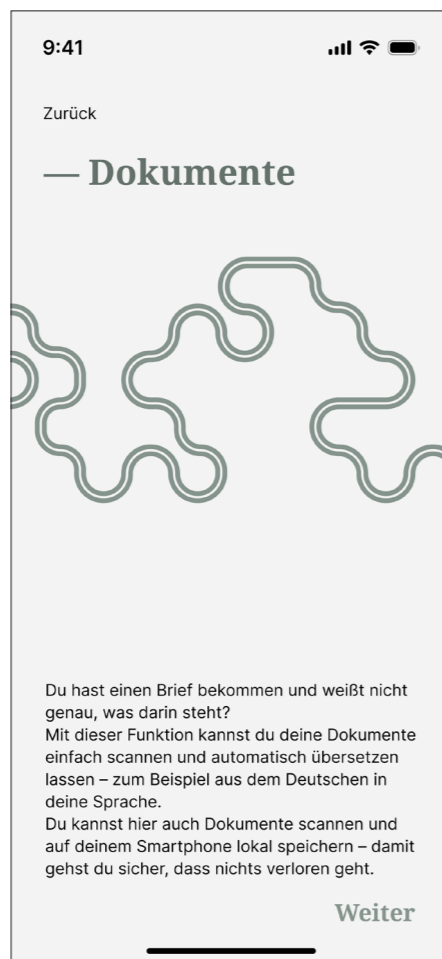 9:41
Zurück
— Dokumente
Du hast einen Brief bekommen und weißt nicht
genau, was darin steht?
Mit dieser Funktion kannst du deine Dokumente
einfach scannen und automatisch übersetzen
lassen – zum Beispiel aus dem Deutschen in
deine Sprache.
Du kannst hier auch Dokumente scannen und
auf deinem Smartphone lokal speichern – damit
gehst du sicher, dass nichts verloren geht.
Weiter